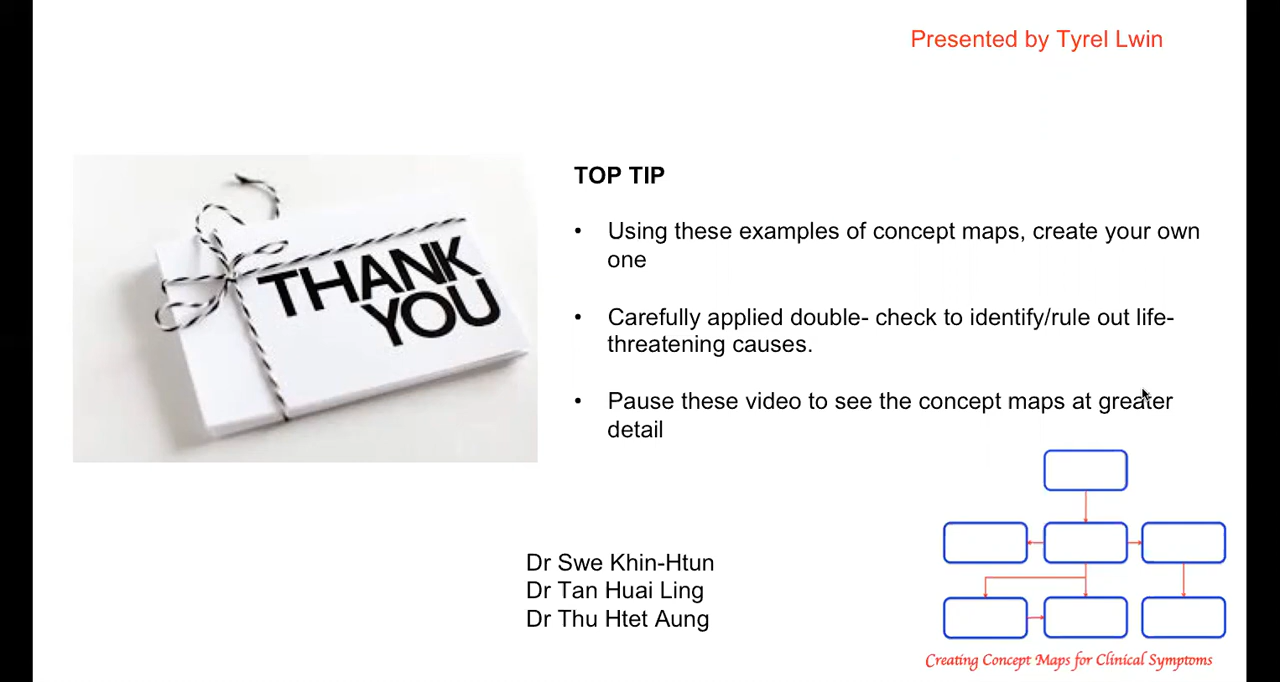 Presented by Tyrel Lwin
THANK
YOU
TOP TIP
• Using these examples of concept maps, create your own
one
• Carefully applied double- check to identify/rule out life-
threatening causes.
• Pause these video to see the concept maps at greater
detail
Dr Swe Khin-Htun
Dr Tan Huai Ling
Dr Thu Htet Aung
Creating Concept Maps for Clinical Symptoms